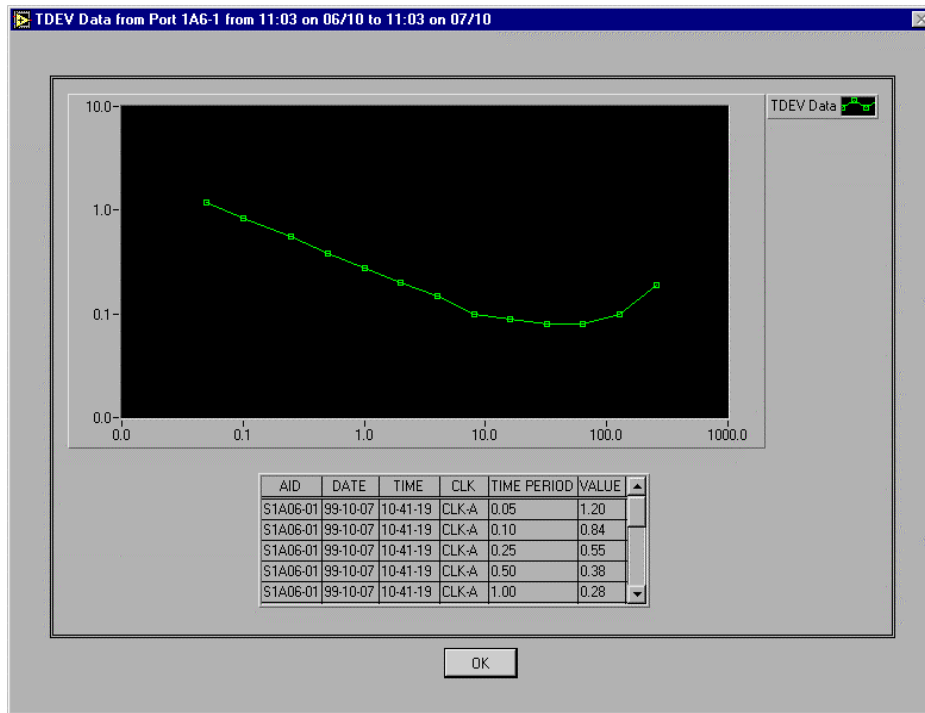 TDEV Data from Port 1A6-1 from 11:03 on 06/10 to 11:03 on 07/10
TDEV Data
10.0
1.0
0.1
0.0
0.0 0.1 1.0 10.0 100.0 1000.0
AID DATE TIME CLK TIME PERIOD VALUE
S1A06-01 99-10-07 10-41-19 CLK-A 0.05 1.20
S1A06-01 99-10-07 10-41-19 CLK-A 0.10 0.84
S1A06-01 99-10-07 10-41-19 CLK-A 0.25 0.55
S1A06-01 99-10-07 10-41-19 CLK-A 0.50 0.38
S1A06-01 99-10-07 10-41-19 CLK-A 1.00 0.28
OK